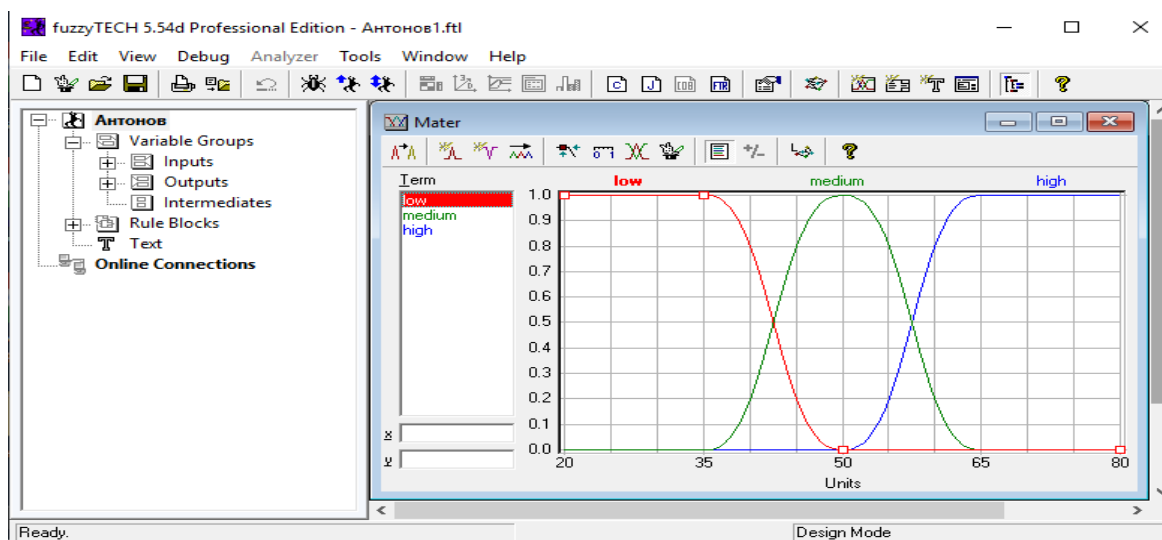 fuzzyTECH 5.54d Professional Edition - Антонов1.ftl
File Edit View Debug Analyzer Tools Window Help
Антонов
Variable Groups
Inputs
Outputs
Intermediates
Rule Blocks
Text
Online Connections
Mater
Term
low
medium
high
x
y
low medium high
1.0
0.9
0.8
0.7
0.6
0.5
0.4
0.3
0.2
0.1
0.0
20 35 50 65 80
Units
Ready.
Design Mode